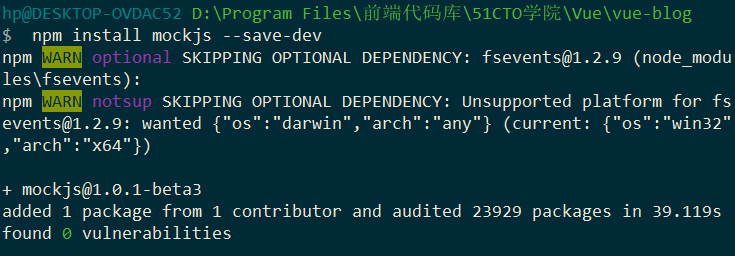 hp@DESKTOP-OVDAC52 D:\Program Files\前端代码库\51CTO学院\Vue\vue-blog
$ npm install mockjs --save-dev
npm WARN optional SKIPPING OPTIONAL DEPENDENCY: fsevents@1.2.9 (node_modu
les\fsevents):
npm WARN notsup SKIPPING OPTIONAL DEPENDENCY: Unsupported platform for fs
events@1.2.9: wanted {"os":"darwin","arch":"any"} (current: {"os":"win32"
,"arch":"x64"})

+ mockjs@1.0.1-beta3
added 1 package from 1 contributor and audited 23929 packages in 39.119s
found 0 vulnerabilities